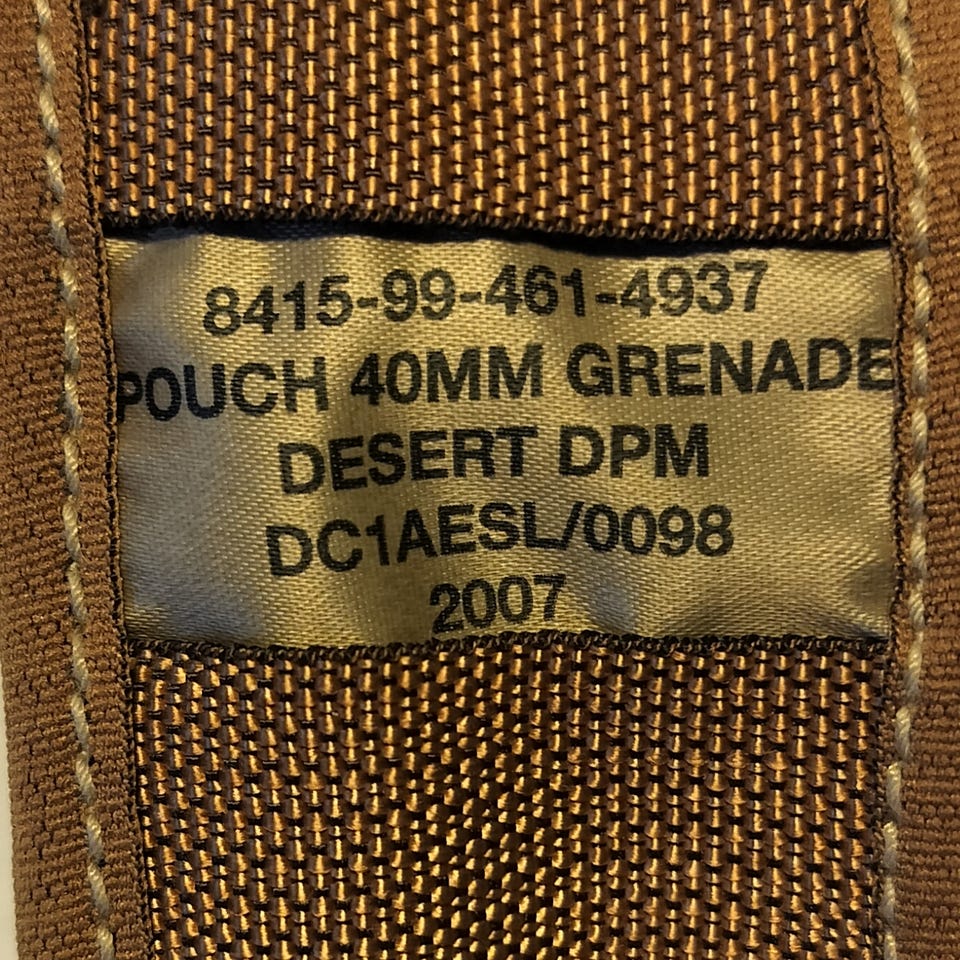 8415-99-461-4937
POUCH 40MM GRENADE
DESERT DPM
DC1AESL/0098
2007